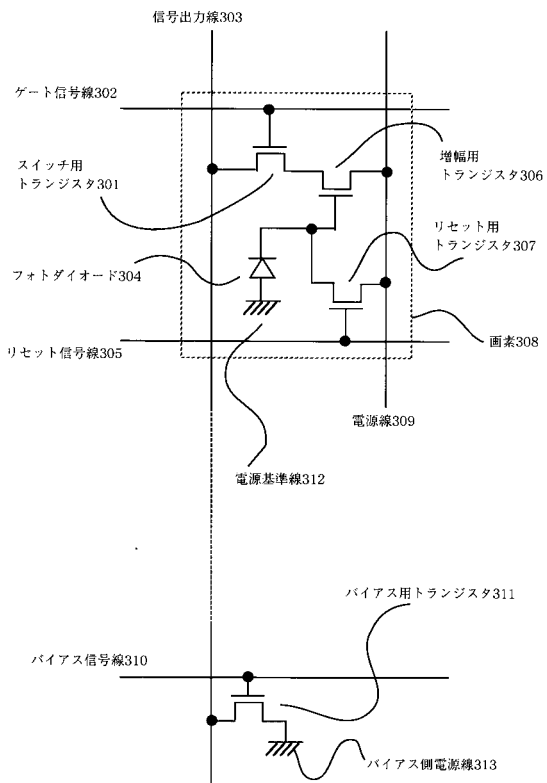 信号出力線303
ゲート信号線302
スイッチ用
トランジスタ301
増幅用
トランジスタ306
リセット用
トランジスタ307
フォトダイオード304
リセット信号線305
画素308
電源線309
電源基準線312
バイアス用トランジスタ311
バイアス信号線310
バイアス側電源線313